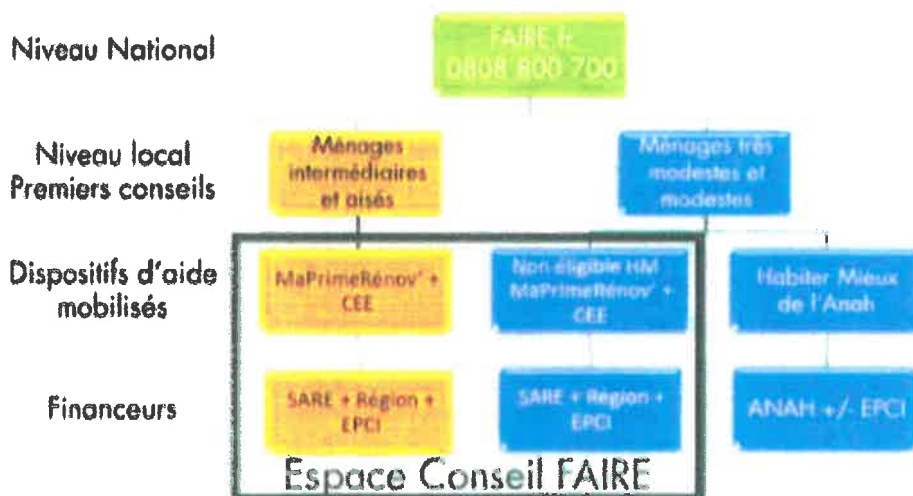 Niveau National
FAIRE.fr
0808 800 700
Niveau local
Premiers conseils
Ménages
intermédiaires
et aisés
Ménages très
modestes et
modestes
Dispositifs d'aide
mobilisés
MaPrimeRénov' +
CEE
Non éligible HM
MaPrimeRénov' +
CEE
Habiter Mieux
de l'Anah
Financeurs
SARE + Région +
EPCI
SARE + Région +
EPCI
ANAH +/- EPCI
Espace Conseil FAIRE